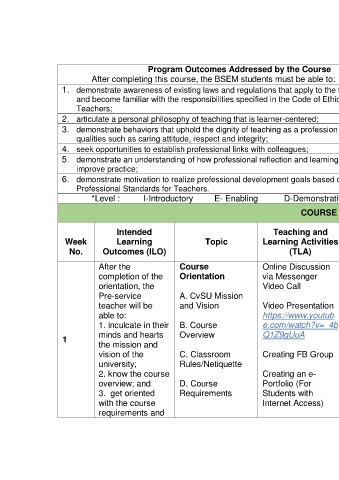 Program Outcomes Addressed by the Course
After completing this course, the BSEM students must be able to:
1. demonstrate awareness of existing laws and regulations that apply to the
and become familiar with the responsibilities specified in the Code of Ethic
Teachers;
2. articulate a personal philosophy of teaching that is learner-centered;
3. demonstrate behaviors that uphold the dignity of teaching as a profession
qualities such as caring attitude, respect and integrity;
4. seek opportunities to establish professional links with colleagues;
5. demonstrate an understanding of how professional reflection and learning
improve practice;
6. demonstrate motivation to realize professional development goals based
Professional Standards for Teachers.
*Level : I-Introductory E- Enabling D-Demonstrati
COURSE
Week
No.
Intended
Learning
Outcomes (ILO)
Topic
Teaching and
Learning Activities
(TLA)
1
After the
completion of the
orientation, the
Pre-service
teacher will be
able to:
1. inculcate in their
minds and hearts
the mission and
vision of the
university;
2. know the course
overview; and
3. get oriented
with the course
requirements and
Course
Orientation
A. CvSU Mission
and Vision
B. Course
Overview
C. Classroom
Rules/Netiquette
D. Course
Requirements
Online Discussion
via Messenger
Video Call
Video Presentation
https://www.youtub
e.com/watch?v=_4b
Q1Z9gUuA
Creating FB Group
Creating an e-
Portfolio (For
Students with
Internet Access)